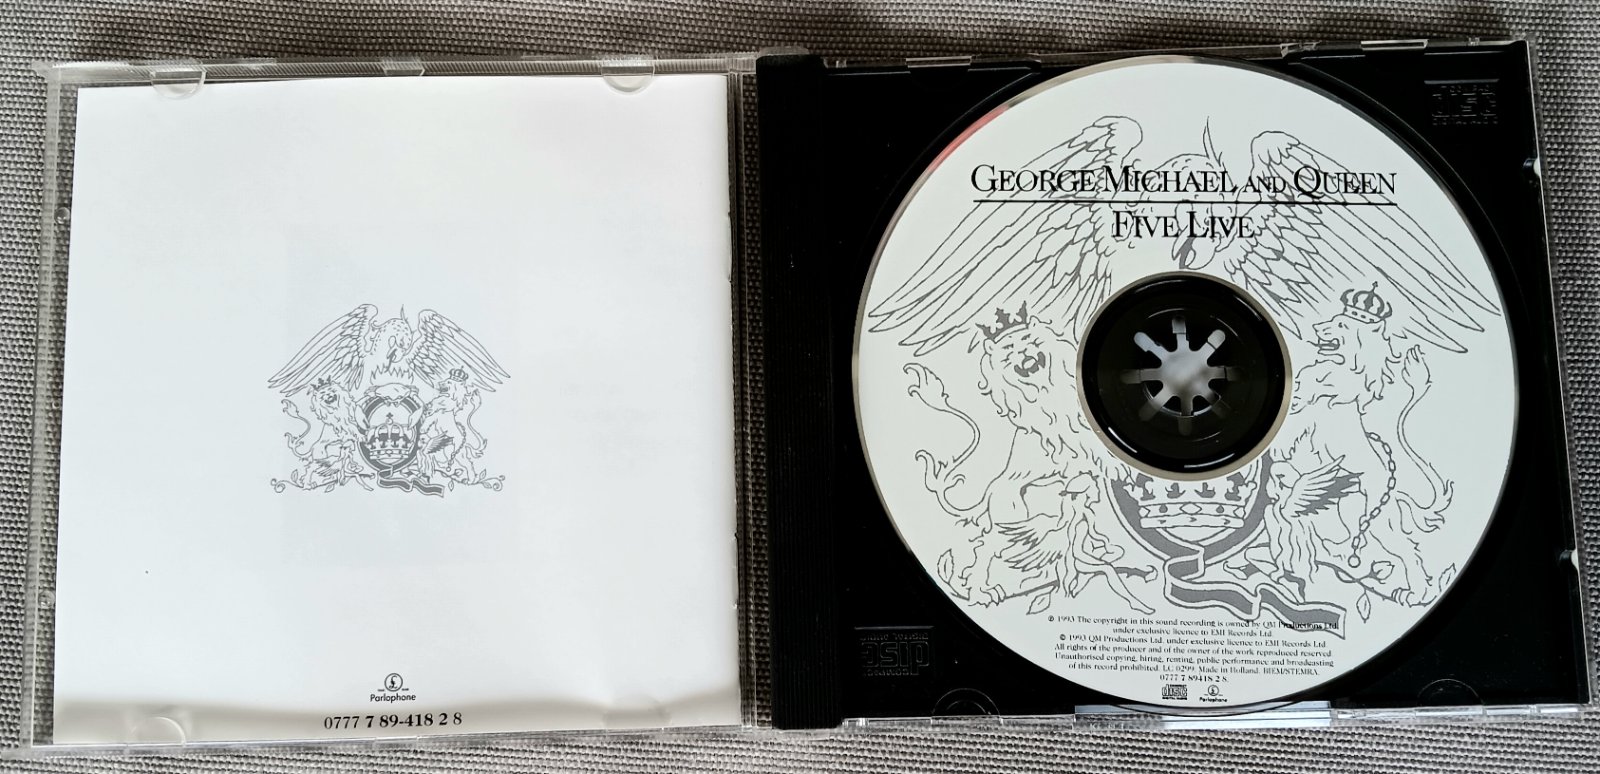 Parlophone
0777 7 89-418 2 8
GEORGE MICHAEL AND QUEEN
FIVE LIVE
℗ 1993 The copyright in this sound recording is owned by QM Productions Ltd.
under exclusive licence to EMI Records Ltd.
© 1993 QM Productions Ltd. under exclusive licence to EMI Records Ltd
All rights of the producer and of the owner of the work reproduced reserved.
Unauthorised copying, hiring, renting, public performance and broadcasting
of this record prohibited. LC 0299. Made in Holland. BIEM/STEMRA.
0777 7 89418 2 8.
disc
Parlophone
disc